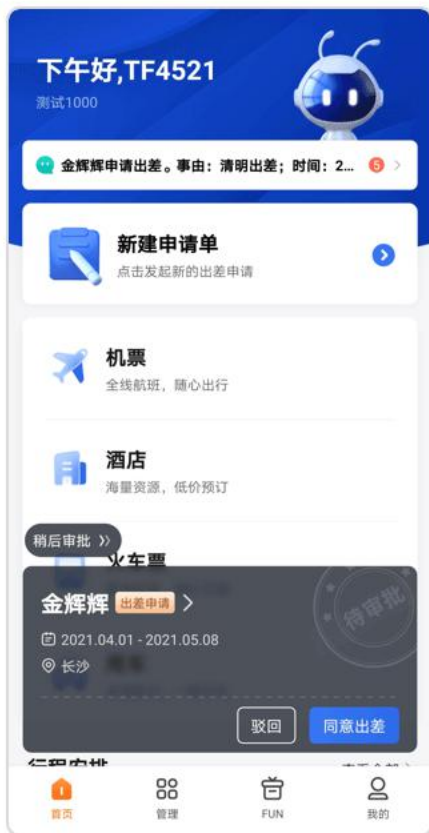 下午好,TF4521
测试1000
金辉辉申请出差。事由：清明出差；时间：2... 5
新建申请单
点击发起新的出差申请
机票
全线航班，随心出行
酒店
海量资源，低价预订
稍后审批
火车票
金辉辉 出差申请
待审批
2021.04.01 - 2021.05.08
长沙
驳回 同意出差
行程安排
首页 管理 FUN 我的